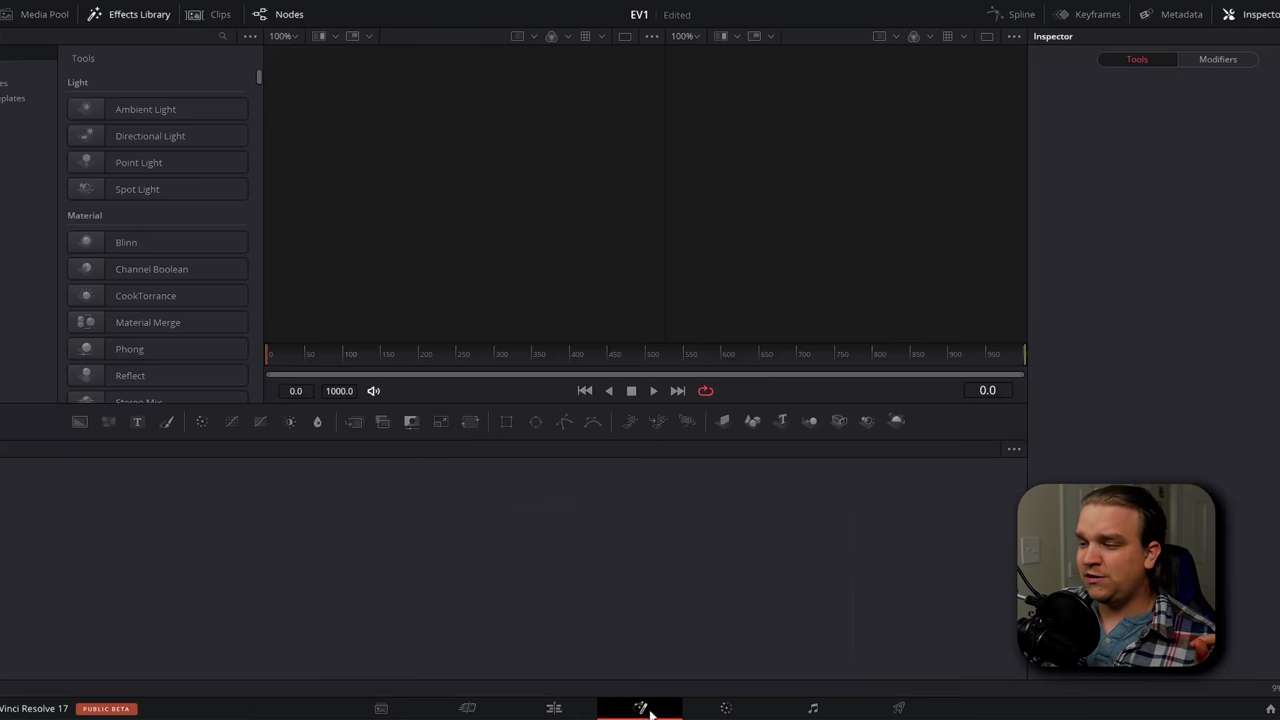 Media Pool Effects Library Clips Nodes EV1 Edited Spline Keyframes Metadata Inspecto
100% 100% Inspector
Tools Tools Modifiers
Light
es
plates
Ambient Light
Directional Light
Point Light
Spot Light
Material
Blinn
Channel Boolean
CookTorrance
Material Merge
Phong
Reflect
Stereo Mix
0 50 100 150 200 250 300 350 400 450 500 550 600 650 700 750 800 850 900 950
0.0 1000.0 0.0
T T
Vinci Resolve 17 PUBLIC BETA